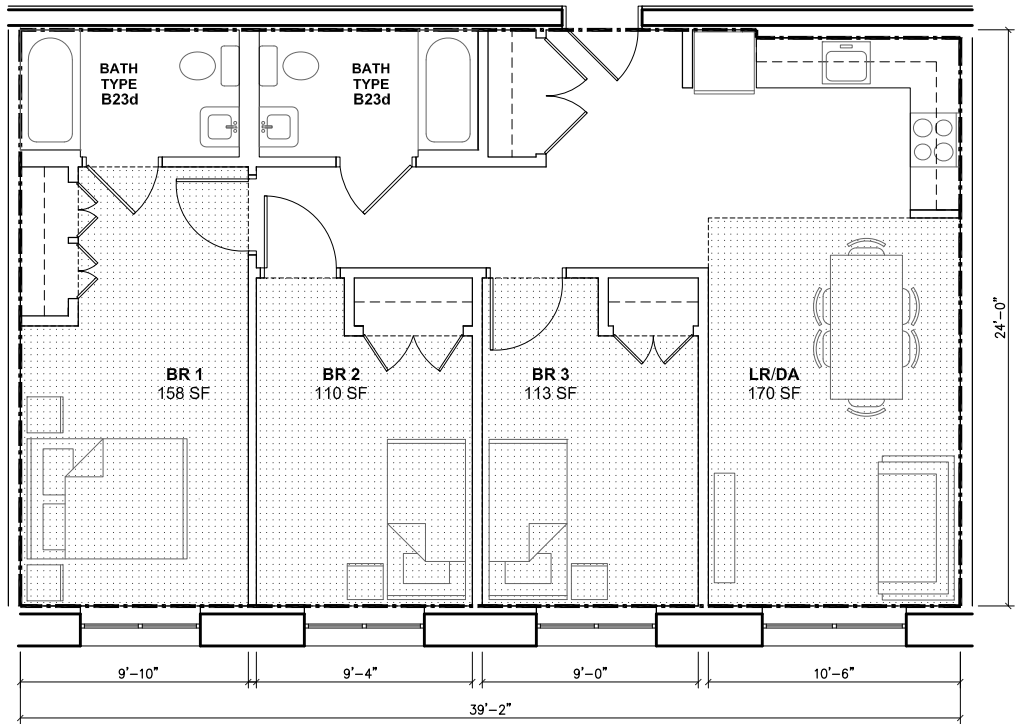 BATH
TYPE
B23d
BATH
TYPE
B23d
BR 1
158 SF
BR 2
110 SF
BR 3
113 SF
LR/DA
170 SF
24'-0"
9'-10"
9'-4"
9'-0"
10'-6"
39'-2"